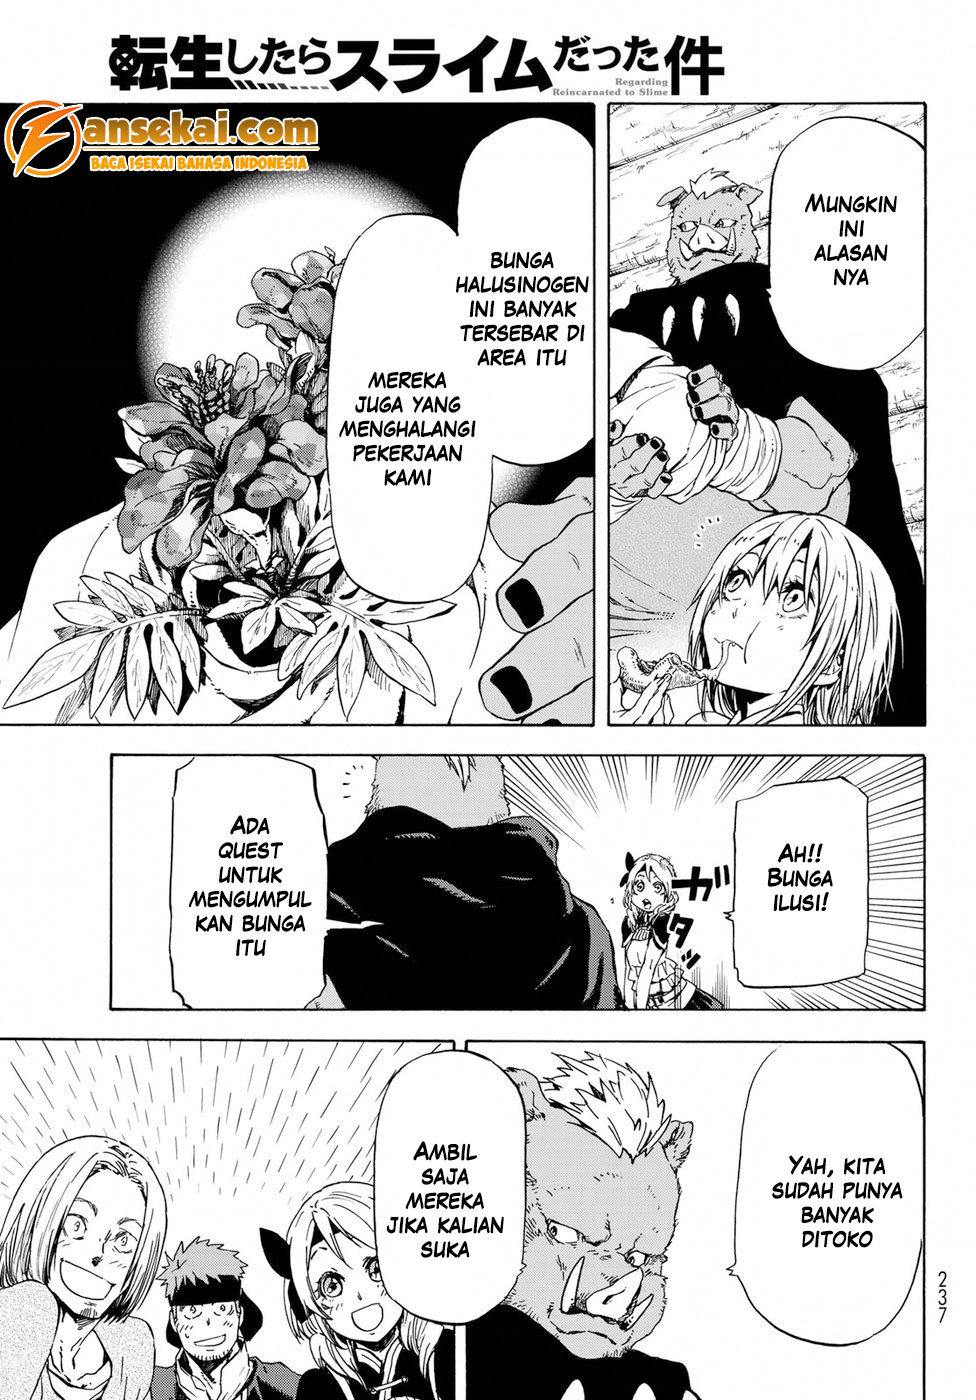 転生したらスライムだった件
Regarding
Reincarnated to Slime
ansekai.com
BACA ISEKAI BAHASA INDONESIA
MUNGKIN
INI
ALASAN
NYA
BUNGA
HALUSINOGEN
INI BANYAK
TERSEBAR DI
AREA ITU
MEREKA
JUGA YANG
MENGHALANGI
PEKERJAAN
KAMI
AH!!
BUNGA
ILUSI!
ガタッ
ADA
QUEST
UNTUK
MENGUMPUL
KAN BUNGA
ITU
YAH, KITA
SUDAH PUNYA
BANYAK
DITOKO
AMBIL
SAJA
MEREKA
JIKA KALIAN
SUKA
237